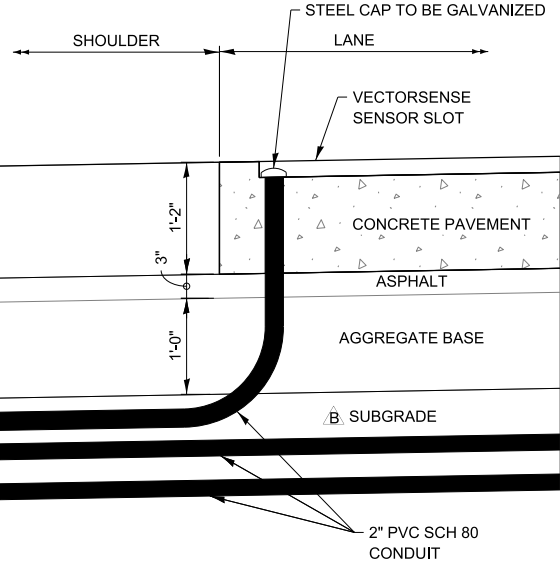 STEEL CAP TO BE GALVANIZED
SHOULDER
LANE
VECTORSENSE
SENSOR SLOT
1'-2"
CONCRETE PAVEMENT
3"
ASPHALT
1'-0"
AGGREGATE BASE
B SUBGRADE
2" PVC SCH 80
CONDUIT